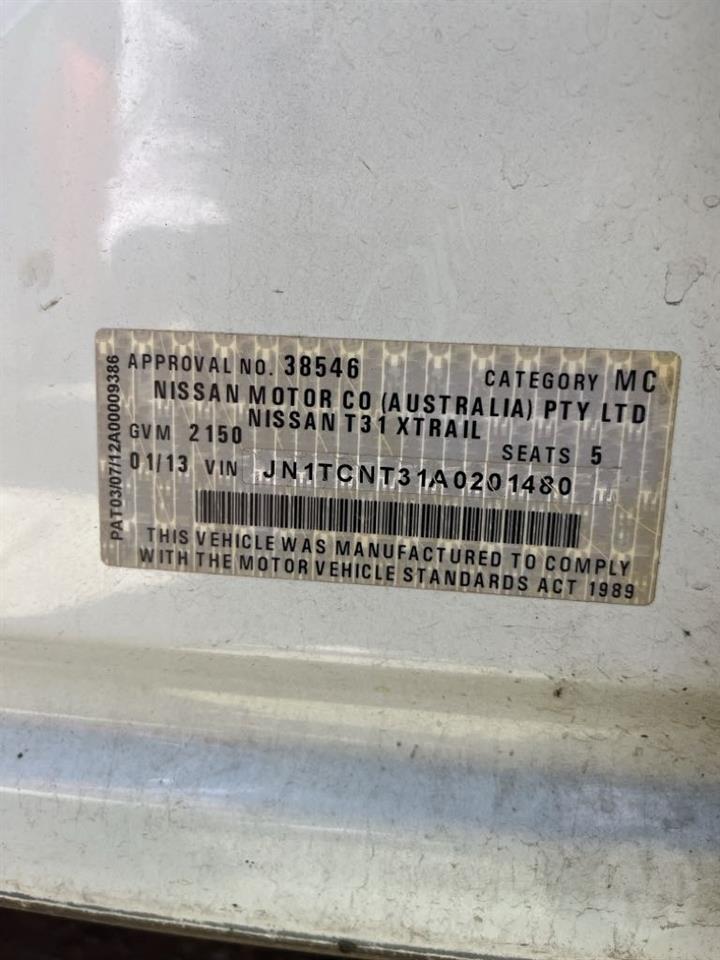 PAT03/07/12A00009386
APPROVAL NO. 38546 CATEGORY MC
NISSAN MOTOR CO (AUSTRALIA) PTY LTD
NISSAN T31 XTRAIL
GVM 2150 SEATS 5
01/13 VIN JN1TCNT31A0201480
THIS VEHICLE WAS MANUFACTURED TO COMPLY
WITH THE MOTOR VEHICLE STANDARDS ACT 1989